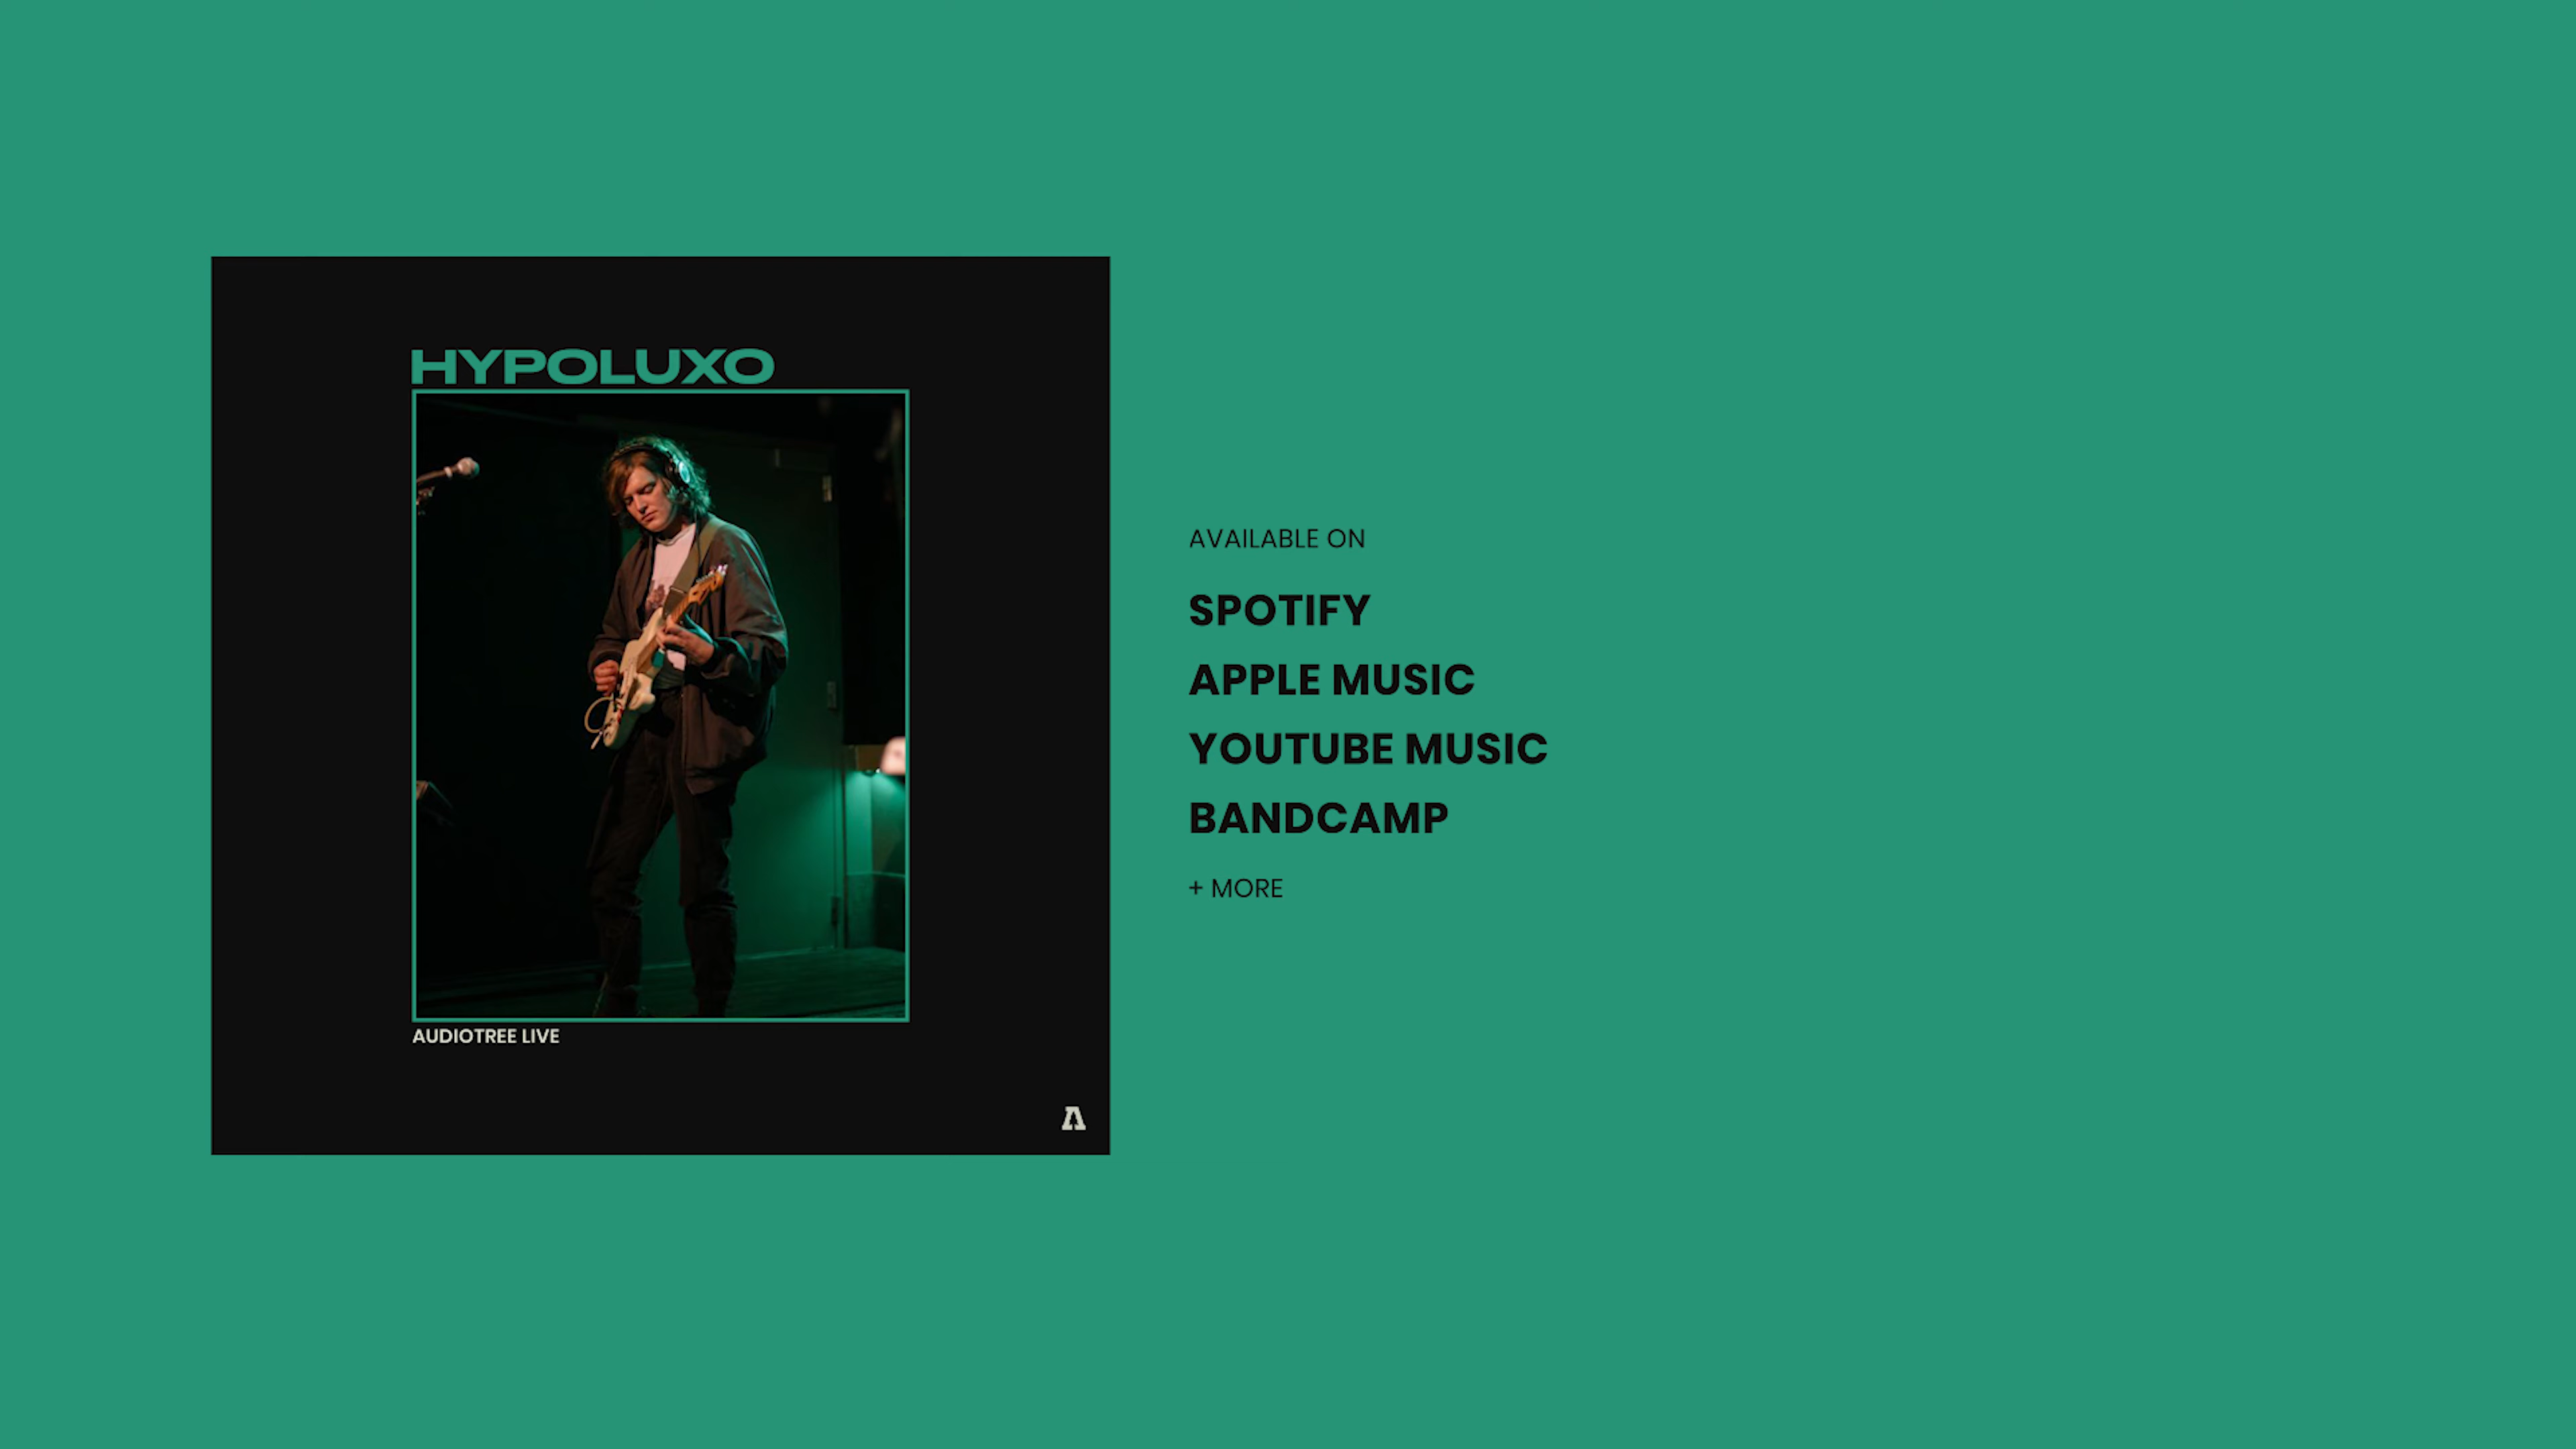 HYPOLUXO
AUDIOTREE LIVE
AVAILABLE ON
SPOTIFY
APPLE MUSIC
YOUTUBE MUSIC
BANDCAMP
+ MORE